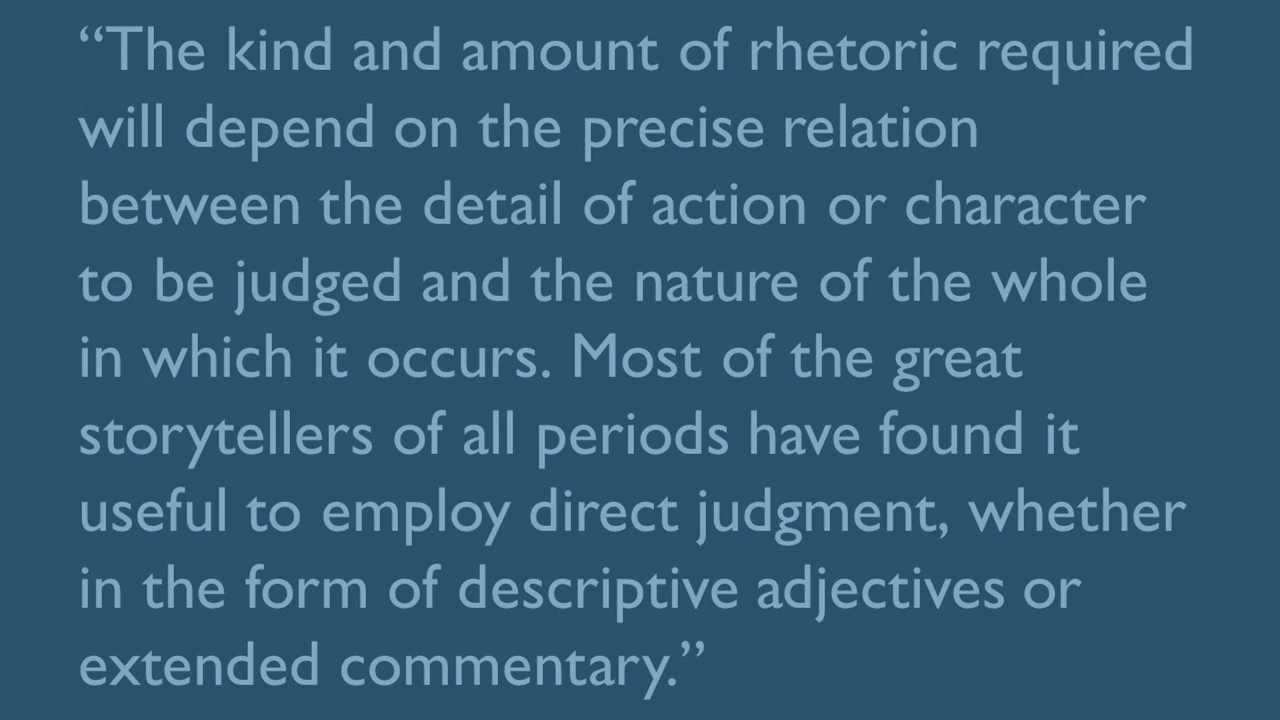 “The kind and amount of rhetoric required
will depend on the precise relation
between the detail of action or character
to be judged and the nature of the whole
in which it occurs. Most of the great
storytellers of all periods have found it
useful to employ direct judgment, whether
in the form of descriptive adjectives or
extended commentary.”